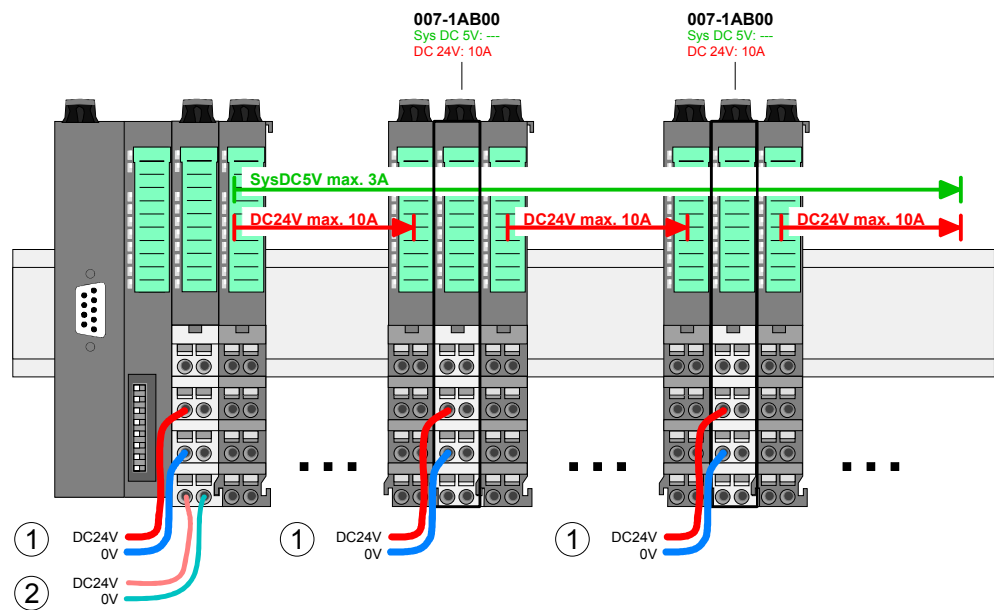 007-1AB00
Sys DC 5V: ---
DC 24V: 10A
007-1AB00
Sys DC 5V: ---
DC 24V: 10A
SysDC5V max. 3A
DC24V max. 10A
DC24V max. 10A
DC24V max. 10A
1
DC24V
0V
2
DC24V
0V
1
DC24V
0V
1
DC24V
0V